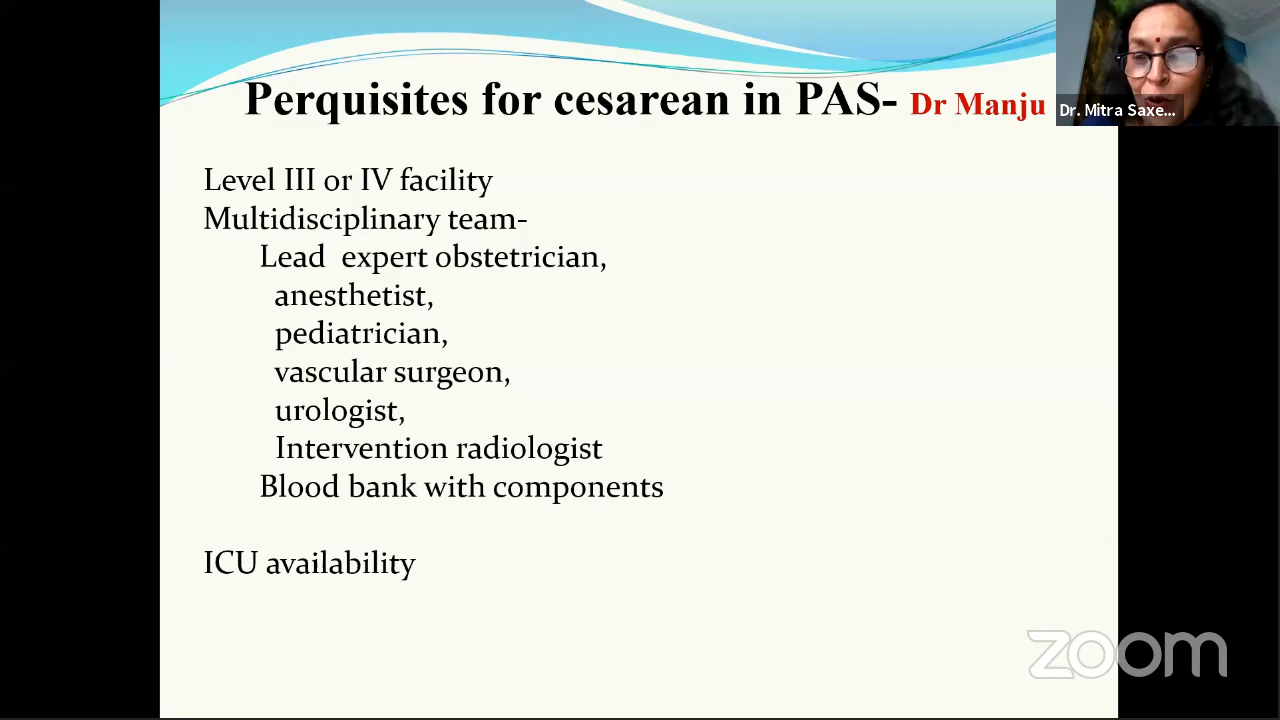 Perquisites for cesarean in PAS- Dr Manju
Dr. Mitra Saxe...
Level III or IV facility
Multidisciplinary team-
Lead expert obstetrician,
anesthetist,
pediatrician,
vascular surgeon,
urologist,
Intervention radiologist
Blood bank with components
ICU availability
zoom